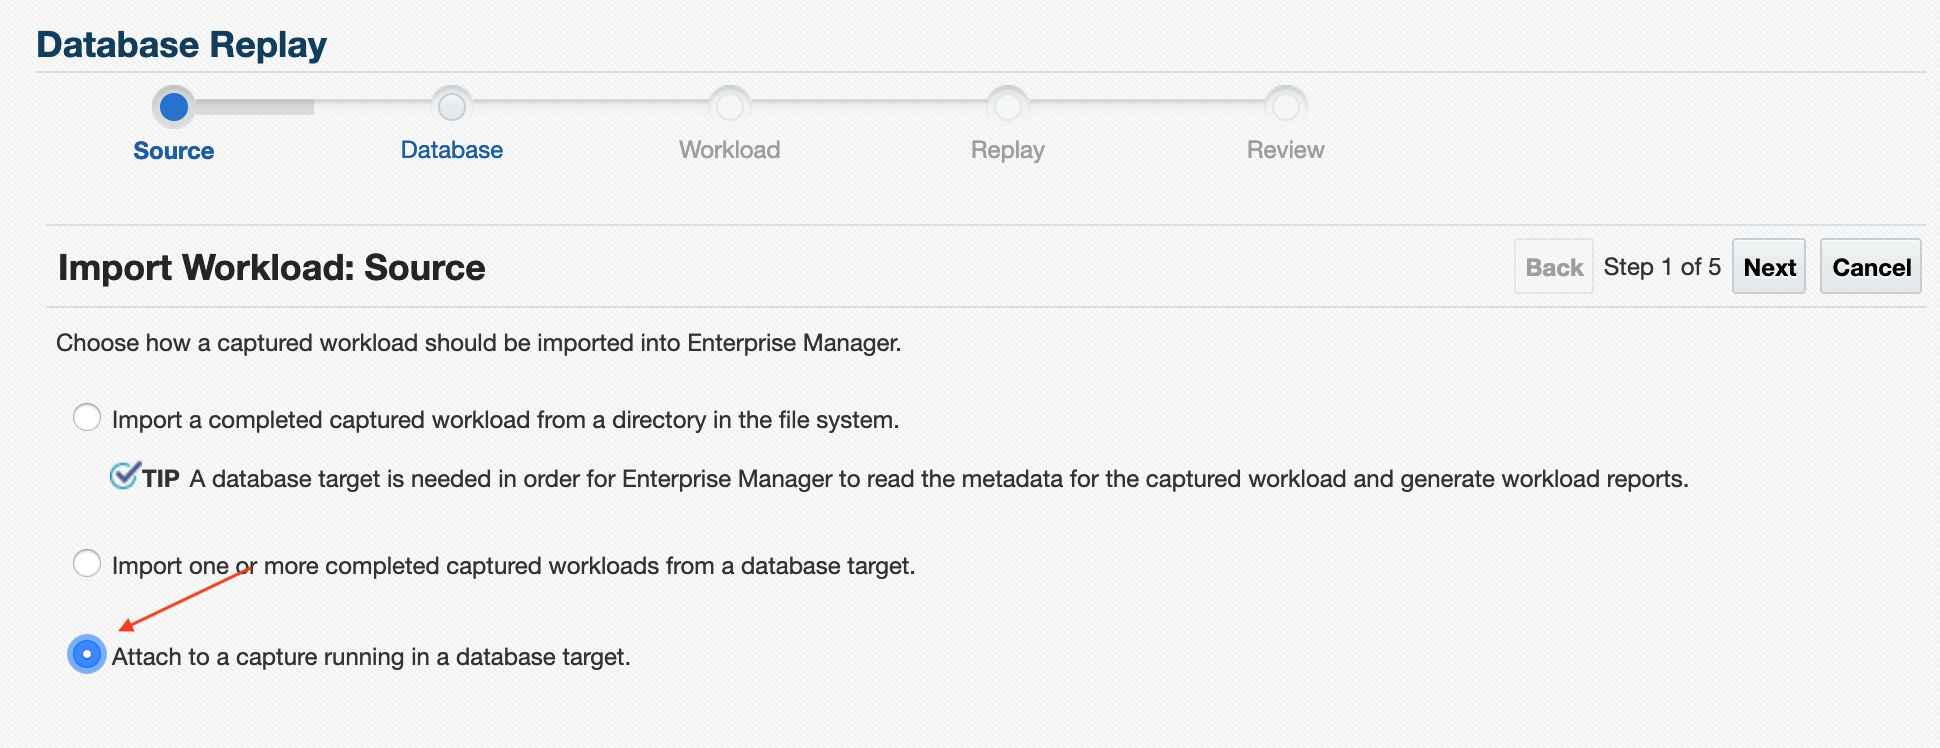 Database Replay
Source Database Workload Replay Review
Import Workload: Source
Back Step 1 of 5 Next Cancel
Choose how a captured workload should be imported into Enterprise Manager.
Import a completed captured workload from a directory in the file system.
TIP A database target is needed in order for Enterprise Manager to read the metadata for the captured workload and generate workload reports.
Import one or more completed captured workloads from a database target.
Attach to a capture running in a database target.